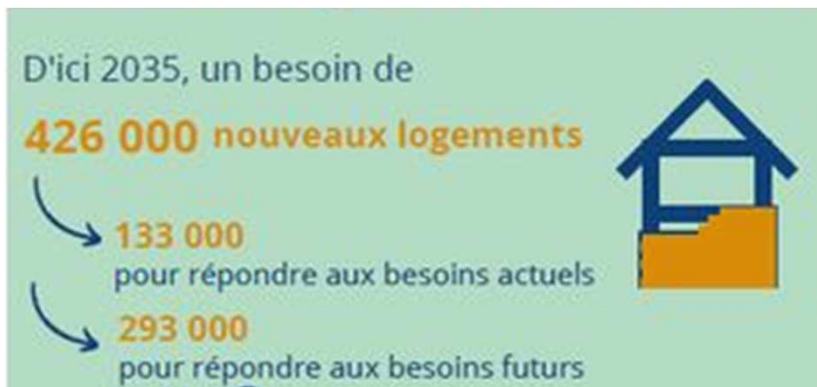 D'ici 2035, un besoin de
426 000 nouveaux logements
133 000
pour répondre aux besoins actuels
293 000
pour répondre aux besoins futurs